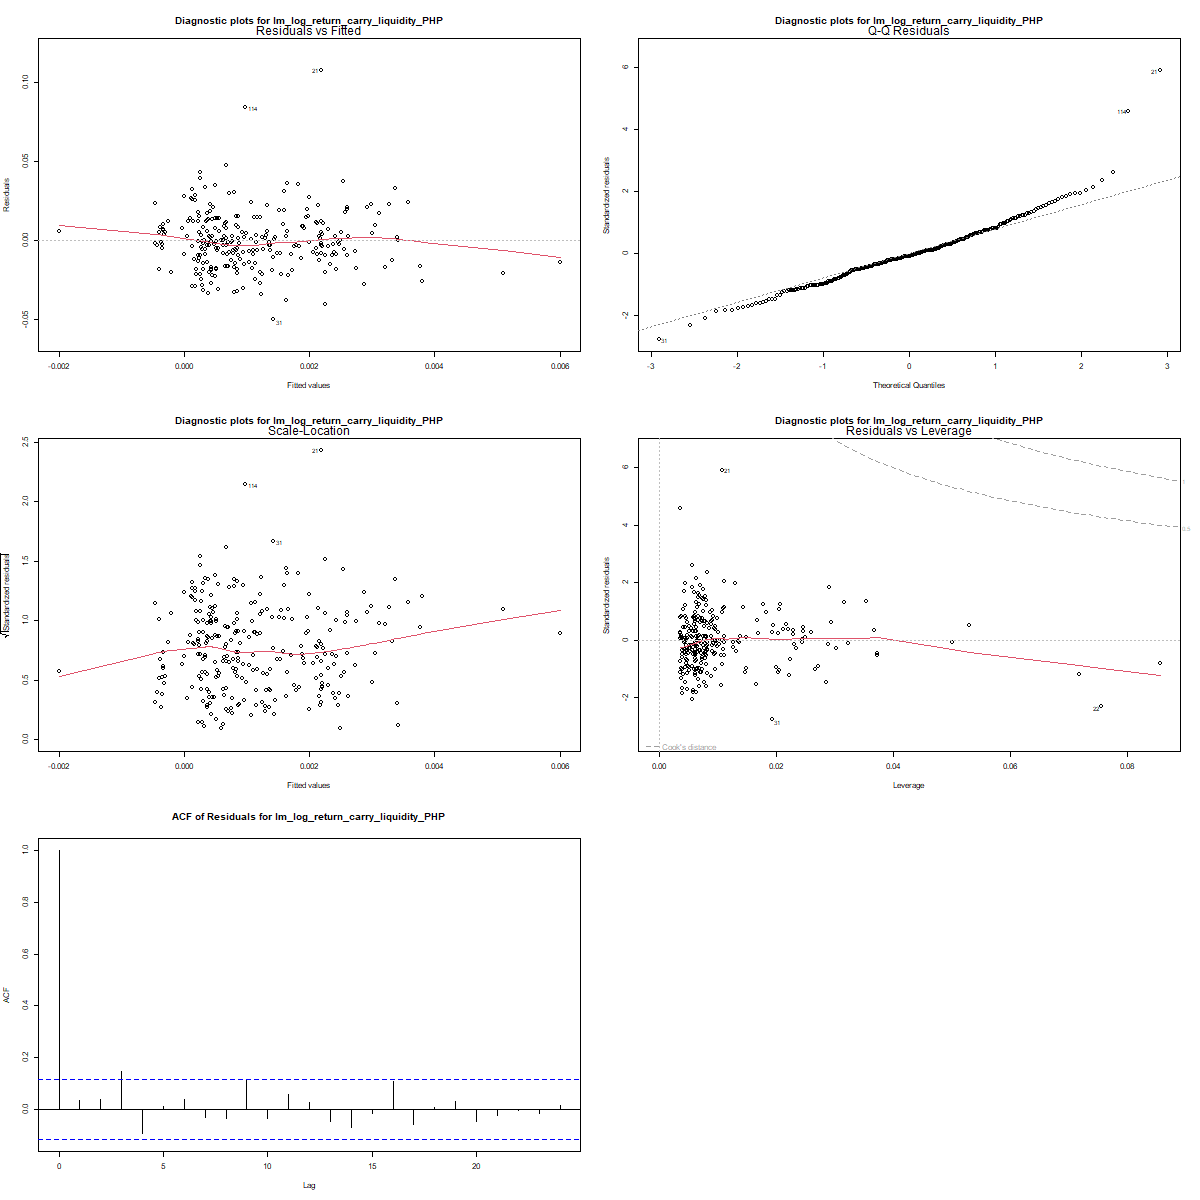 Diagnostic plots for lm_log_return_carry_liquidity_PHP
Residuals vs Fitted
Residuals
0.10
0.05
0.00
-0.05
21
114
31
-0.002 0.000 0.002 0.004 0.006
Fitted values
Diagnostic plots for lm_log_return_carry_liquidity_PHP
Q-Q Residuals
Standardized residuals
6
4
2
0
-2
21
114
31
-3 -2 -1 0 1 2 3
Theoretical Quantiles
Diagnostic plots for lm_log_return_carry_liquidity_PHP
Scale-Location
√|Standardized residuals|
2.5
2.0
1.5
1.0
0.5
0.0
21
114
31
-0.002 0.000 0.002 0.004 0.006
Fitted values
Diagnostic plots for lm_log_return_carry_liquidity_PHP
Residuals vs Leverage
Standardized residuals
6
4
2
0
-2
21
1
0.5
22
31
Cook's distance
0.00 0.02 0.04 0.06 0.08
Leverage
ACF of Residuals for lm_log_return_carry_liquidity_PHP
ACF
1.0
0.8
0.6
0.4
0.2
0.0
0 5 10 15 20
Lag